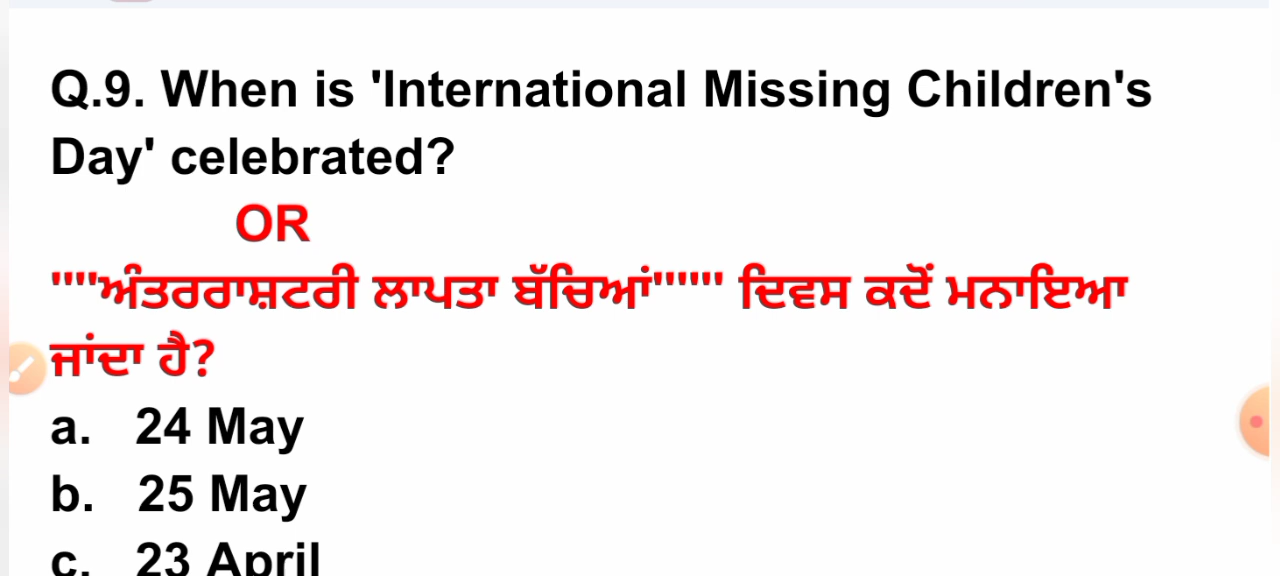 Q.9. When is 'International Missing Children's
Day' celebrated?
OR
""ਅੰਤਰਰਾਸ਼ਟਰੀ ਲਾਪਤਾ ਬੱਚਿਆਂ""" ਦਿਵਸ ਕਦੋਂ ਮਨਾਇਆ
ਜਾਂਦਾ ਹੈ?
a. 24 May
b. 25 May
c. 23 April